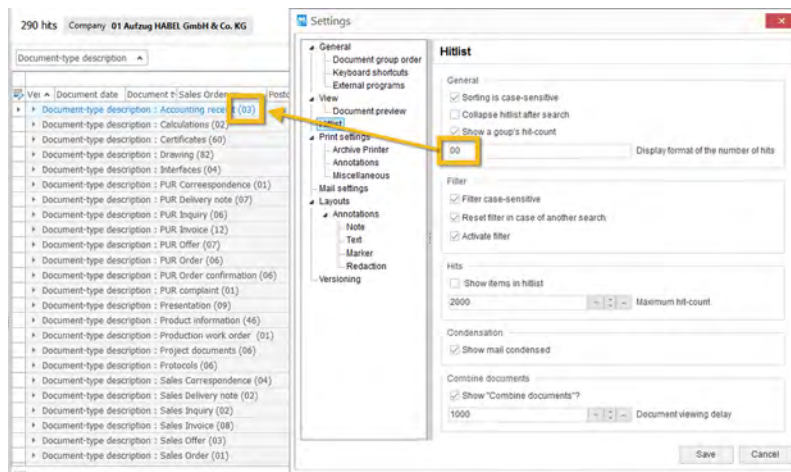 290 hits Company 01 Aufzug HABEL GmbH & Co. KG
Document-type description
Ver Document date Document t Sales Order Posto
Document-type description : Accounting receipt (03)
Document-type description : Calculations (02)
Document-type description : Certificates (60)
Document-type description : Drawing (82)
Document-type description : Interfaces (04)
Document-type description : PUR Correespondence (01)
Document-type description : PUR Delivery note (07)
Document-type description : PUR Inquiry (06)
Document-type description : PUR Invoice (12)
Document-type description : PUR Offer (07)
Document-type description : PUR Order (06)
Document-type description : PUR Order confirmation (06)
Document-type description : PUR complaint (01)
Document-type description : Presentation (09)
Document-type description : Product information (46)
Document-type description : Production work order (01)
Document-type description : Project documents (06)
Document-type description : Protocols (06)
Document-type description : Sales Correspondence (04)
Document-type description : Sales Delivery note (02)
Document-type description : Sales Inquiry (02)
Document-type description : Sales Invoice (08)
Document-type description : Sales Offer (03)
Document-type description : Sales Order (01)
Settings
General
Document group order
Keyboard shortcuts
External programs
View
Document preview
Hitlist
Print settings
Archive Printer
Annotations
Miscellaneous
Mail settings
Layouts
Annotations
Note
Text
Marker
Redaction
Versioning
Hitlist
General
Sorting is case-sensitive
Collapse hitlist after search
Show a goup's hit-count
00 Display format of the number of hits
Filter
Filter case-sensitive
Reset filter in case of another search
Activate filter
Hits
Show items in hitlist
2000 Maximum hit-count
Condensation
Show mail condensed
Combine documents
Show "Combine documents"?
1000 Document viewing delay
Save Cancel